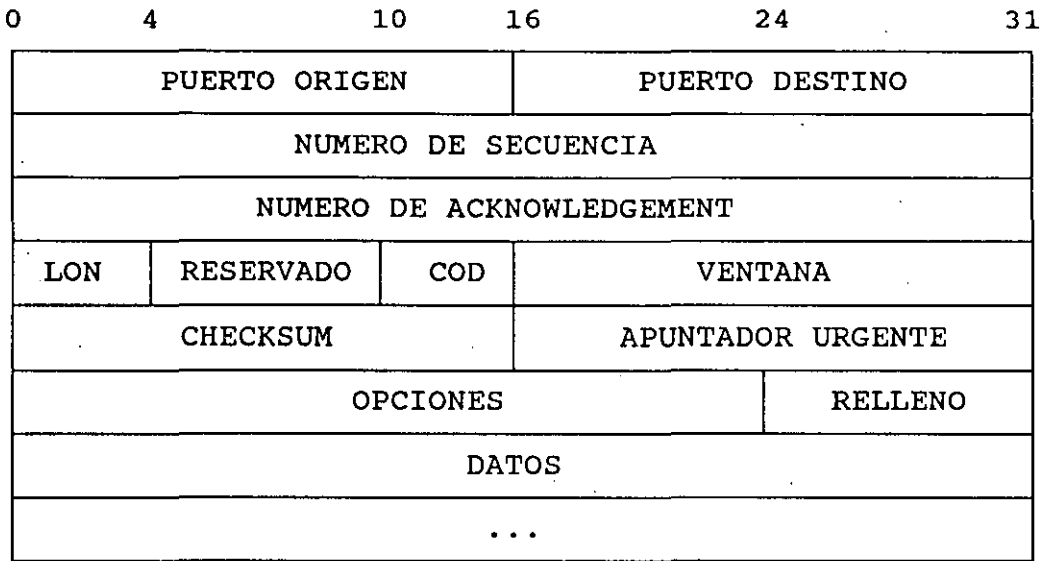 0 4 10 16 24 31
PUERTO ORIGEN PUERTO DESTINO
NUMERO DE SECUENCIA
NUMERO DE ACKNOWLEDGEMENT
LON RESERVADO COD VENTANA
CHECKSUM APUNTADOR URGENTE
OPCIONES RELLENO
DATOS
...